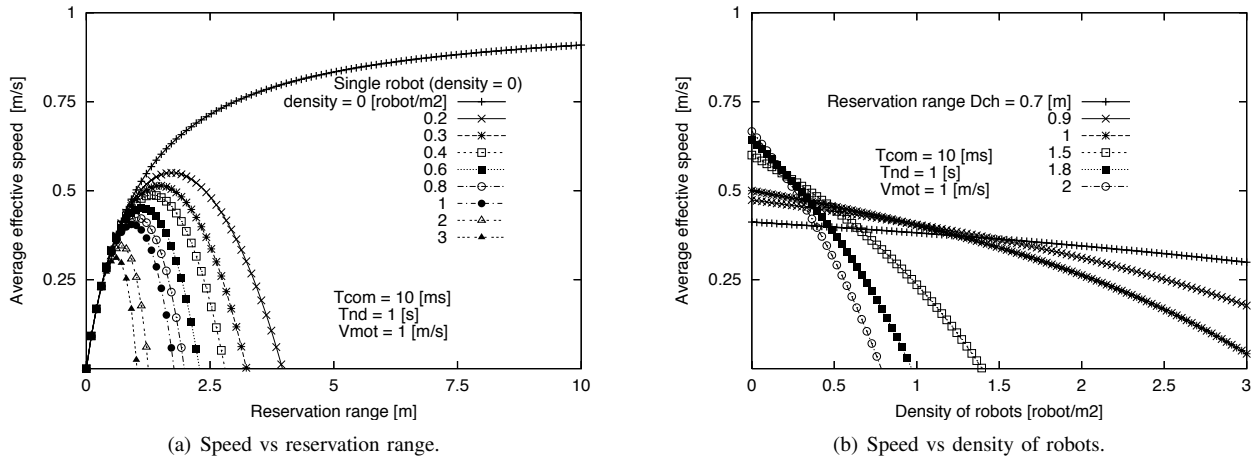 1
0.75
0.5
0.25
0
2.5
5
7.5
10
Average effective speed [m/s]
Reservation range [m]
Single robot (density = 0)
density = 0 [robot/m2]
0.2
0.3
0.4
0.6
0.8
1
2
3
Tcom = 10 [ms]
Tnd = 1 [s]
Vmot = 1 [m/s]
(a) Speed vs reservation range.
1
0.75
0.5
0.25
0
0.5
1
1.5
2
2.5
3
Average effective speed [m/s]
Density of robots [robot/m2]
Reservation range Dch = 0.7 [m]
0.9
1
1.5
1.8
2
Tcom = 10 [ms]
Tnd = 1 [s]
Vmot = 1 [m/s]
(b) Speed vs density of robots.